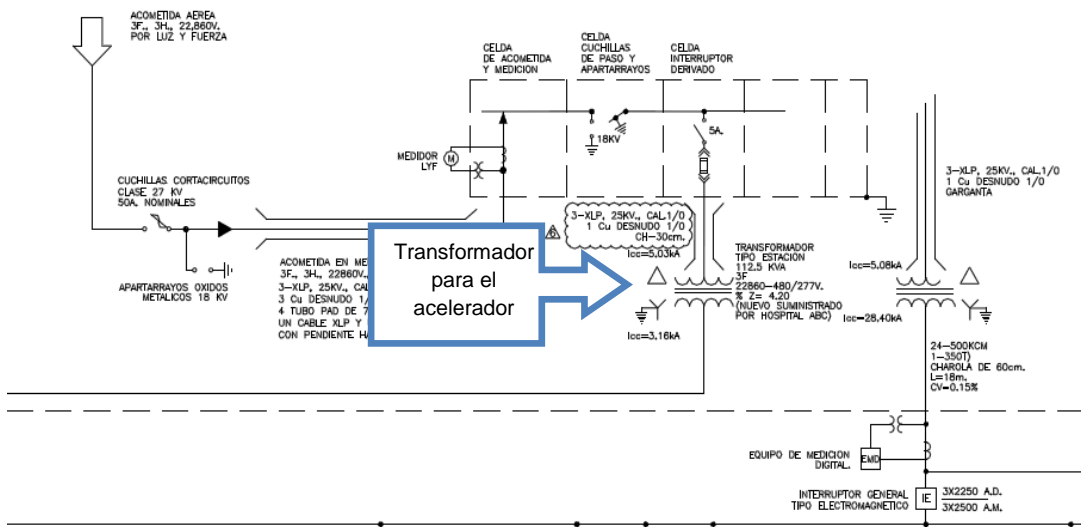 ACOMETIDA AEREA
3F., 3H., 22,860V.
POR LUZ Y FUERZA
CELDA
DE ACOMETIDA
Y MEDICION
CELDA
CUCHILLAS
DE PASO Y
APARTARRAYOS
CELDA
INTERRUPTOR
DERIVADO
18KV
5A.
MEDIDOR
LYF
M
CUCHILLAS CORTACIRCUITOS
CLASE 27 KV
50A. NOMINALES
APARTARRAYOS OXIDOS
METALICOS 18 KV
ACOMETIDA EN
3F., 3H., 22860V.,
3-XLP, 25KV.,
3 Cu DESNUDO
4 TUBO PAD DE
UN CABLE XLP Y
CON PENDIENTE
Transformador
para el
acelerador
6
3-XLP, 25KV., CAL.1/0
1 Cu DESNUDO 1/0
CH-30cm.
Icc=5.03kA
TRANSFORMADOR
TIPO ESTACION
112.5 KVA
3F
22860-480/277V.
% Z= 4.20
(NUEVO SUMINISTRADO
POR HOSPITAL ABC)
Icc=3.16kA
3-XLP, 25KV., CAL.1/0
1 Cu DESNUDO 1/0
GARGANTA
Icc=5.08kA
Icc=28.40kA
24-500KCM
1-350T)
CHAROLA DE 60cm.
L=18m.
CV=0.15%
EQUIPO DE MEDICION
DIGITAL.
EMD
INTERRUPTOR GENERAL
TIPO ELECTROMAGNETICO
IE
3X2250 A.D.
3X2500 A.M.